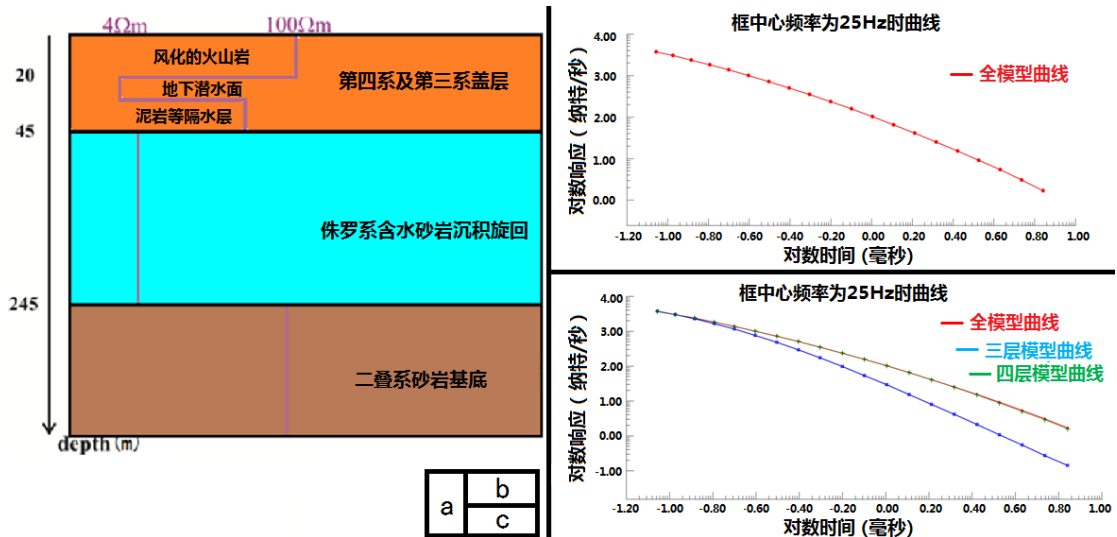 4Ωm
100Ωm
风化的火山岩
20
地下潜水面
第四系及第三系盖层
泥岩等隔水层
45
侏罗系含水砂岩沉积旋回
245
二叠系砂岩基底
depth(m)
a
b
c
框中心频率为25Hz时曲线
4.00
3.00
2.00
1.00
0.00
对数响应（纳特/秒）
全模型曲线
-1.20 -1.00 -0.80 -0.60 -0.40 -0.20 0.00 0.20 0.40 0.60 0.80 1.00
对数时间 (毫秒)
框中心频率为25Hz时曲线
4.00
3.00
2.00
1.00
0.00
-1.00
对数响应（纳特/秒）
全模型曲线
三层模型曲线
四层模型曲线
-1.20 -1.00 -0.80 -0.60 -0.40 -0.20 0.00 0.20 0.40 0.60 0.80 1.00
对数时间 (毫秒)